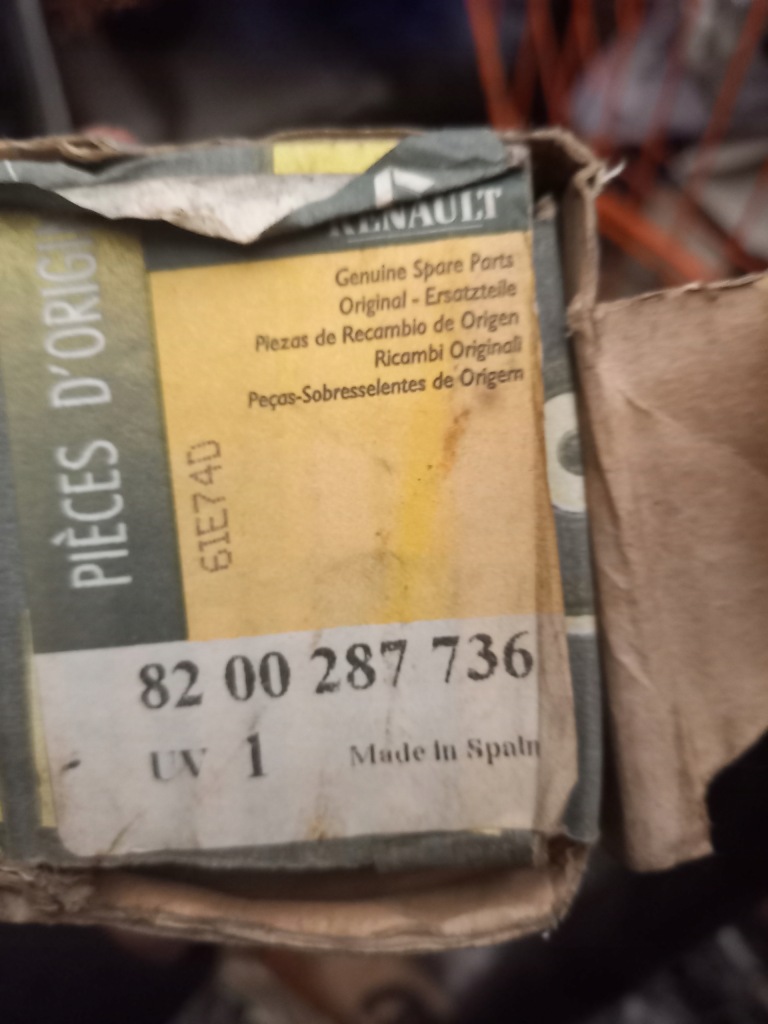 RENAULT
Genuine Spare Parts
Original - Ersatzteile
Piezas de Recambio de Origen
Ricambi Originali
Peças-Sobresselentes de Origem
PIÈCES D'ORIGI
6IE74D
82 00 287 736
UV 1 Made in Spain